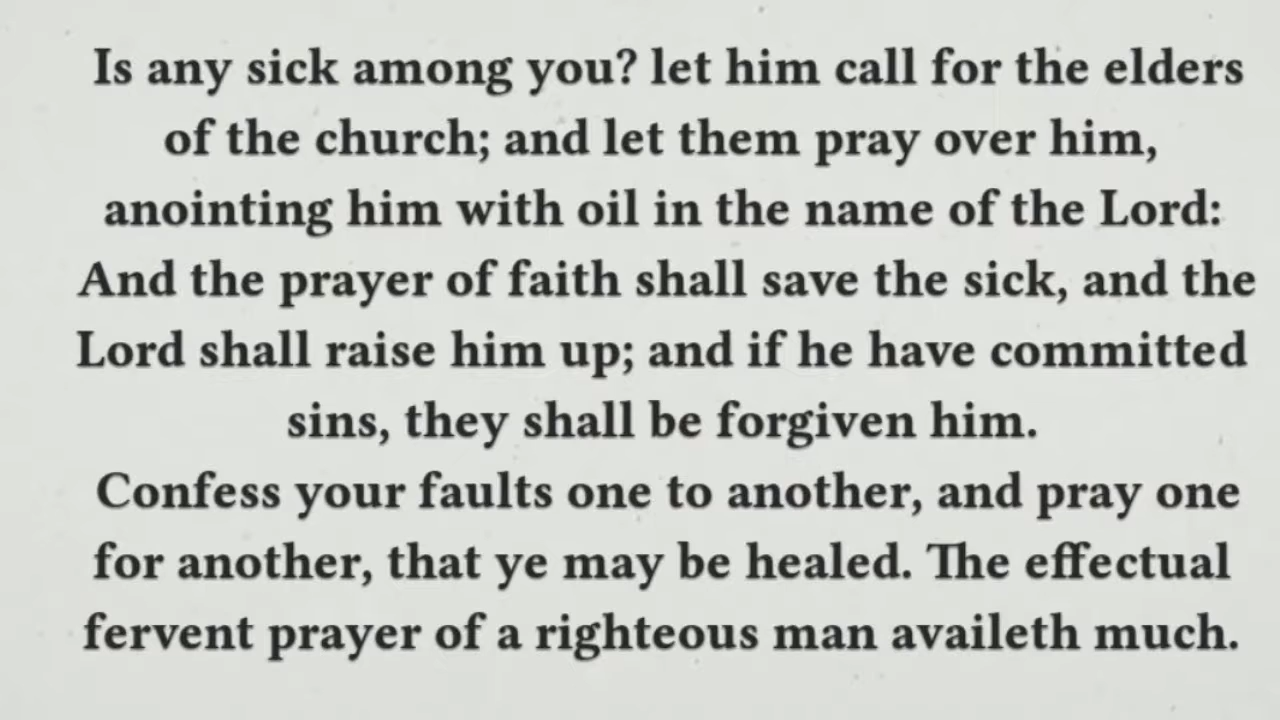 Is any sick among you? let him call for the elders
of the church; and let them pray over him,
anointing him with oil in the name of the Lord:
And the prayer of faith shall save the sick, and the
Lord shall raise him up; and if he have committed
sins, they shall be forgiven him.
Confess your faults one to another, and pray one
for another, that ye may be healed. The effectual
fervent prayer of a righteous man availeth much.